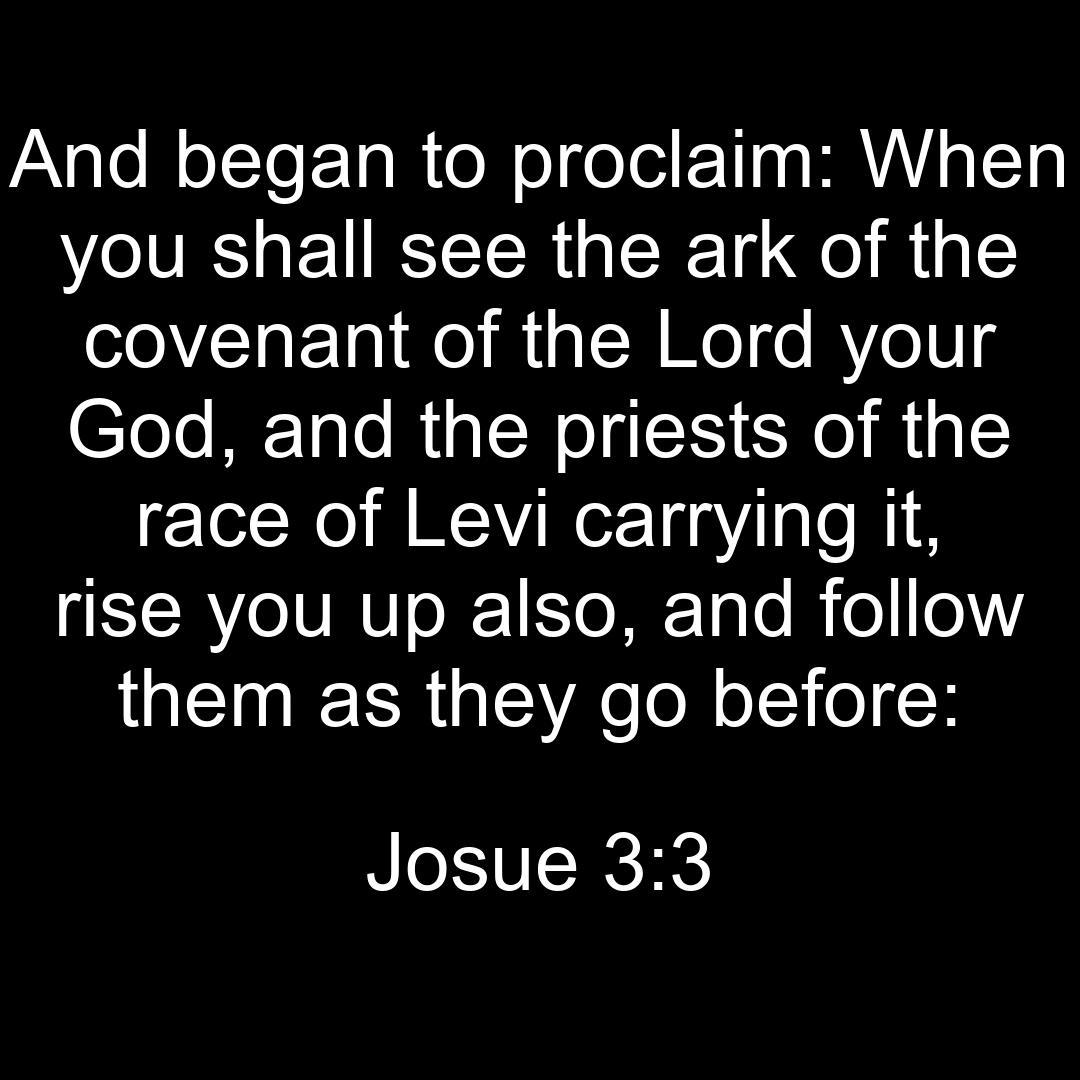 And began to proclaim: When
you shall see the ark of the
covenant of the Lord your
God, and the priests of the
race of Levi carrying it,
rise you up also, and follow
them as they go before:
Josue 3:3